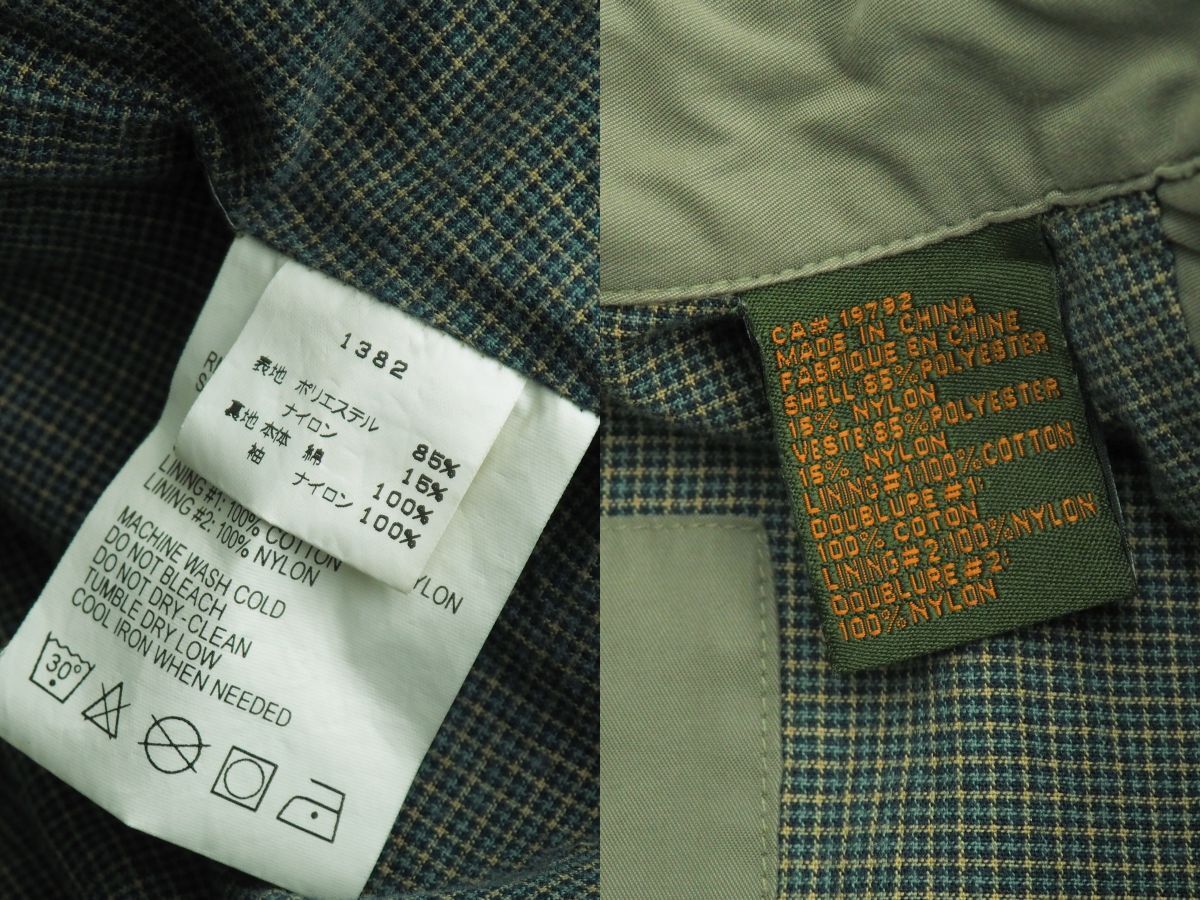 1382
表地 ポリエステル 85%
ナイロン 15%
裏地 本体 綿 100%
袖 ナイロン 100%
LINING #1: 100% COTTON
LINING #2: 100% NYLON
MACHINE WASH COLD
DO NOT BLEACH
DO NOT DRY-CLEAN
TUMBLE DRY LOW
COOL IRON WHEN NEEDED
30°
CA# 19792
MADE IN CHINA
FABRIQUE EN CHINE
SHELL:85%POLYESTER
15% NYLON
VESTE:85%POLYESTER
15% NYLON
LINING#1:100%COTTON
DOUBLURE #1:
100% COTON
LINING#2:100%NYLON
DOUBLURE #2:
100%NYLON